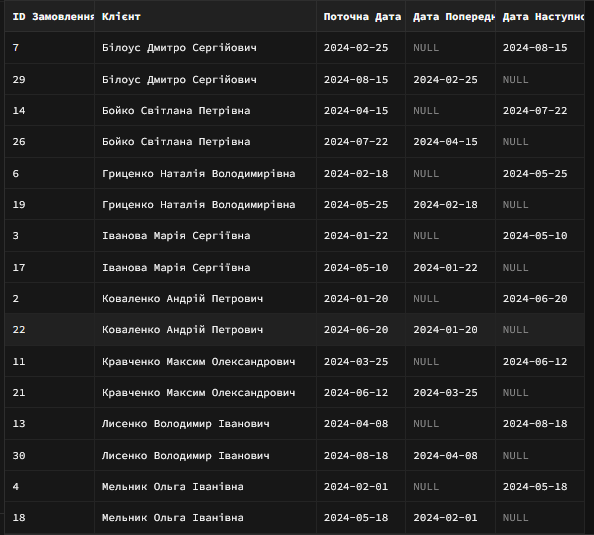 ID Замовлення Клієнт Поточна Дата Дата Попередн Дата Наступно
7 Білоус Дмитро Сергійович 2024-02-25 NULL 2024-08-15
29 Білоус Дмитро Сергійович 2024-08-15 2024-02-25 NULL
14 Бойко Світлана Петрівна 2024-04-15 NULL 2024-07-22
26 Бойко Світлана Петрівна 2024-07-22 2024-04-15 NULL
6 Гриценко Наталія Володимирівна 2024-02-18 NULL 2024-05-25
19 Гриценко Наталія Володимирівна 2024-05-25 2024-02-18 NULL
3 Іванова Марія Сергіївна 2024-01-22 NULL 2024-05-10
17 Іванова Марія Сергіївна 2024-05-10 2024-01-22 NULL
2 Коваленко Андрій Петрович 2024-01-20 NULL 2024-06-20
22 Коваленко Андрій Петрович 2024-06-20 2024-01-20 NULL
11 Кравченко Максим Олександрович 2024-03-25 NULL 2024-06-12
21 Кравченко Максим Олександрович 2024-06-12 2024-03-25 NULL
13 Лисенко Володимир Іванович 2024-04-08 NULL 2024-08-18
30 Лисенко Володимир Іванович 2024-08-18 2024-04-08 NULL
4 Мельник Ольга Іванівна 2024-02-01 NULL 2024-05-18
18 Мельник Ольга Іванівна 2024-05-18 2024-02-01 NULL